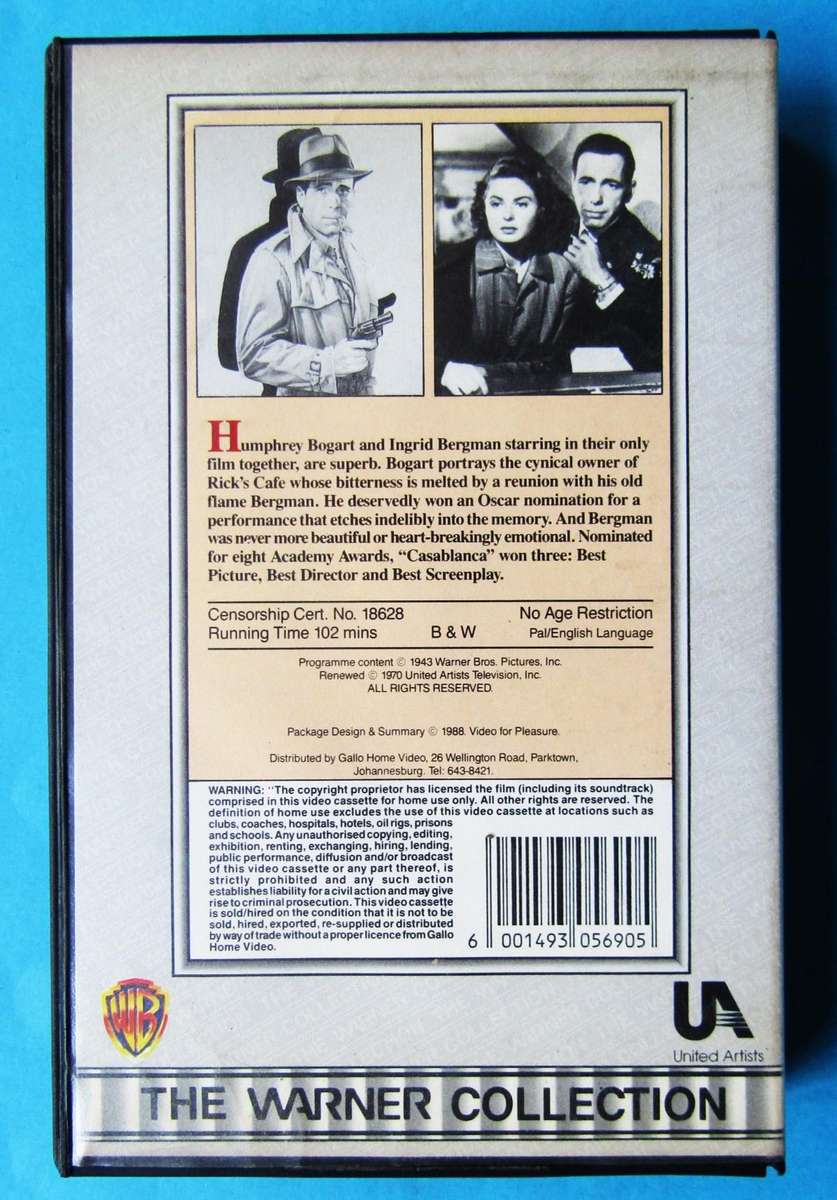 Humphrey Bogart and Ingrid Bergman starring in their only
film together, are superb. Bogart portrays the cynical owner of
Rick's Cafe whose bitterness is melted by a reunion with his old
flame Bergman. He deservedly won an Oscar nomination for a
performance that etches indelibly into the memory. And Bergman
was never more beautiful or heart-breakingly emotional. Nominated
for eight Academy Awards, “Casablanca” won three: Best
Picture, Best Director and Best Screenplay.
Censorship Cert. No. 18628 No Age Restriction
Running Time 102 mins B & W Pal/English Language
Programme content © 1943 Warner Bros. Pictures, Inc.
Renewed © 1970 United Artists Television, Inc.
ALL RIGHTS RESERVED.
Package Design & Summary © 1988. Video for Pleasure.
Distributed by Gallo Home Video, 26 Wellington Road, Parktown,
Johannesburg. Tel: 643-8421.
WARNING: "The copyright proprietor has licensed the film (including its soundtrack)
comprised in this video cassette for home use only. All other rights are reserved. The
definition of home use excludes the use of this video cassette at locations such as
clubs, coaches, hospitals, hotels, oil rigs, prisons
and schools. Any unauthorised copying, editing,
exhibition, renting, exchanging, hiring, lending,
public performance, diffusion and/or broadcast
of this video cassette or any part thereof, is
strictly prohibited and any such action
establishes liability for a civil action and may give
rise to criminal prosecution. This video cassette
is sold/hired on the condition that it is not to be
sold, hired, exported, re-supplied or distributed
by way of trade without a proper licence from Gallo
Home Video.
6 001493 056905
WB
UA
United Artists
THE WARNER COLLECTION